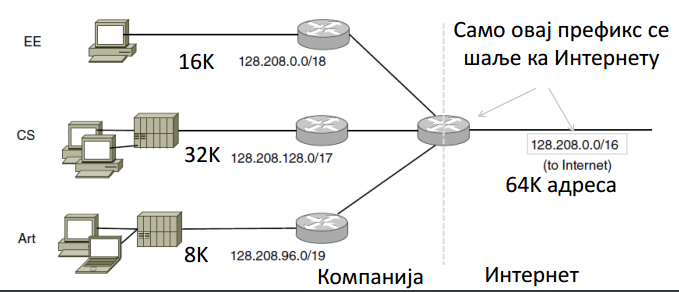 Само овај префикс се
шаље ка Интернету
EE
16K
128.208.0.0/18
CS
32K
128.208.128.0/17
128.208.0.0/16
(to Internet)
64K адреса
Art
8K
128.208.96.0/19
Компанија
Интернет